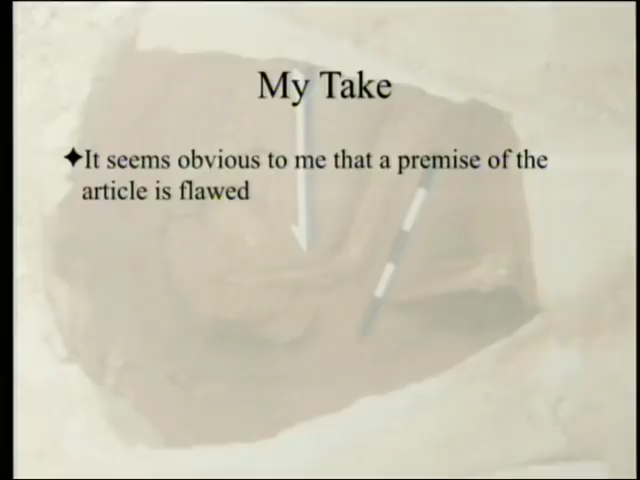 My Take
✦It seems obvious to me that a premise of the
article is flawed